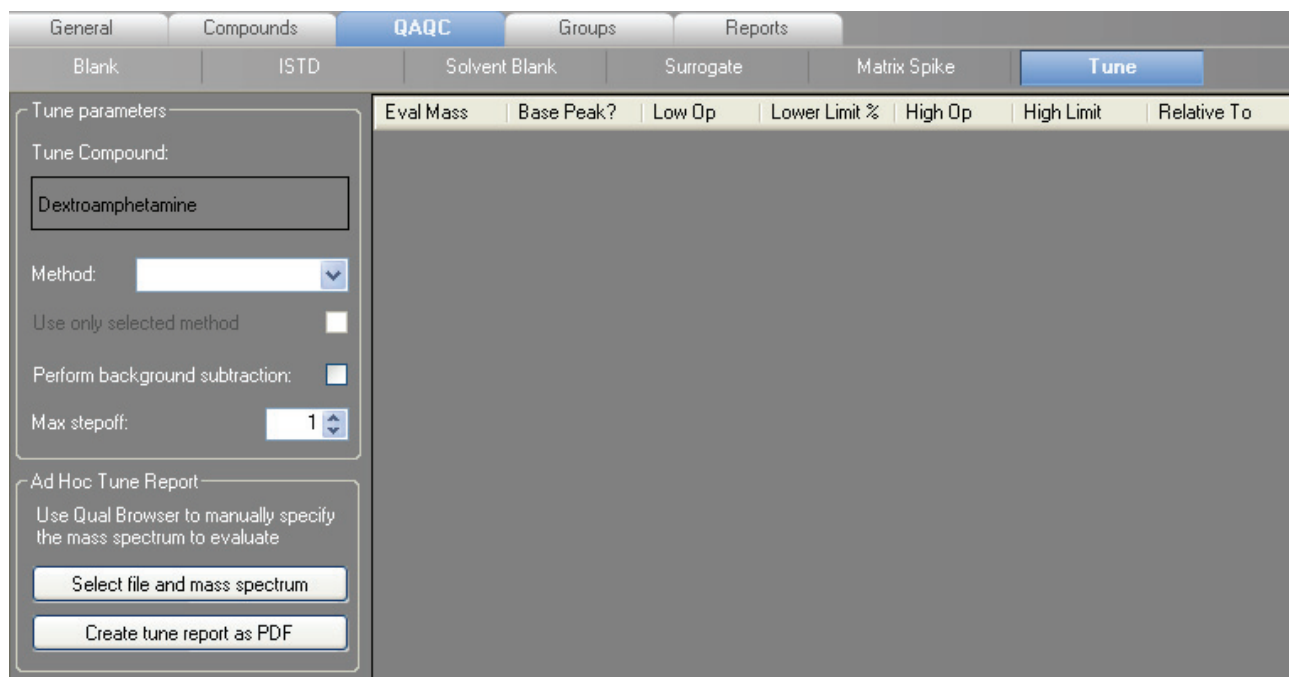 General Compounds QAQC Groups Reports
Blank ISTD Solvent Blank Surrogate Matrix Spike Tune
Tune parameters
Eval Mass Base Peak? Low Op Lower Limit % High Op High Limit Relative To
Tune Compound:
Dextroamphetamine
Method:
Use only selected method
Perform background subtraction:
Max stepoff: 1
Ad Hoc Tune Report
Use Qual Browser to manually specify
the mass spectrum to evaluate
Select file and mass spectrum
Create tune report as PDF